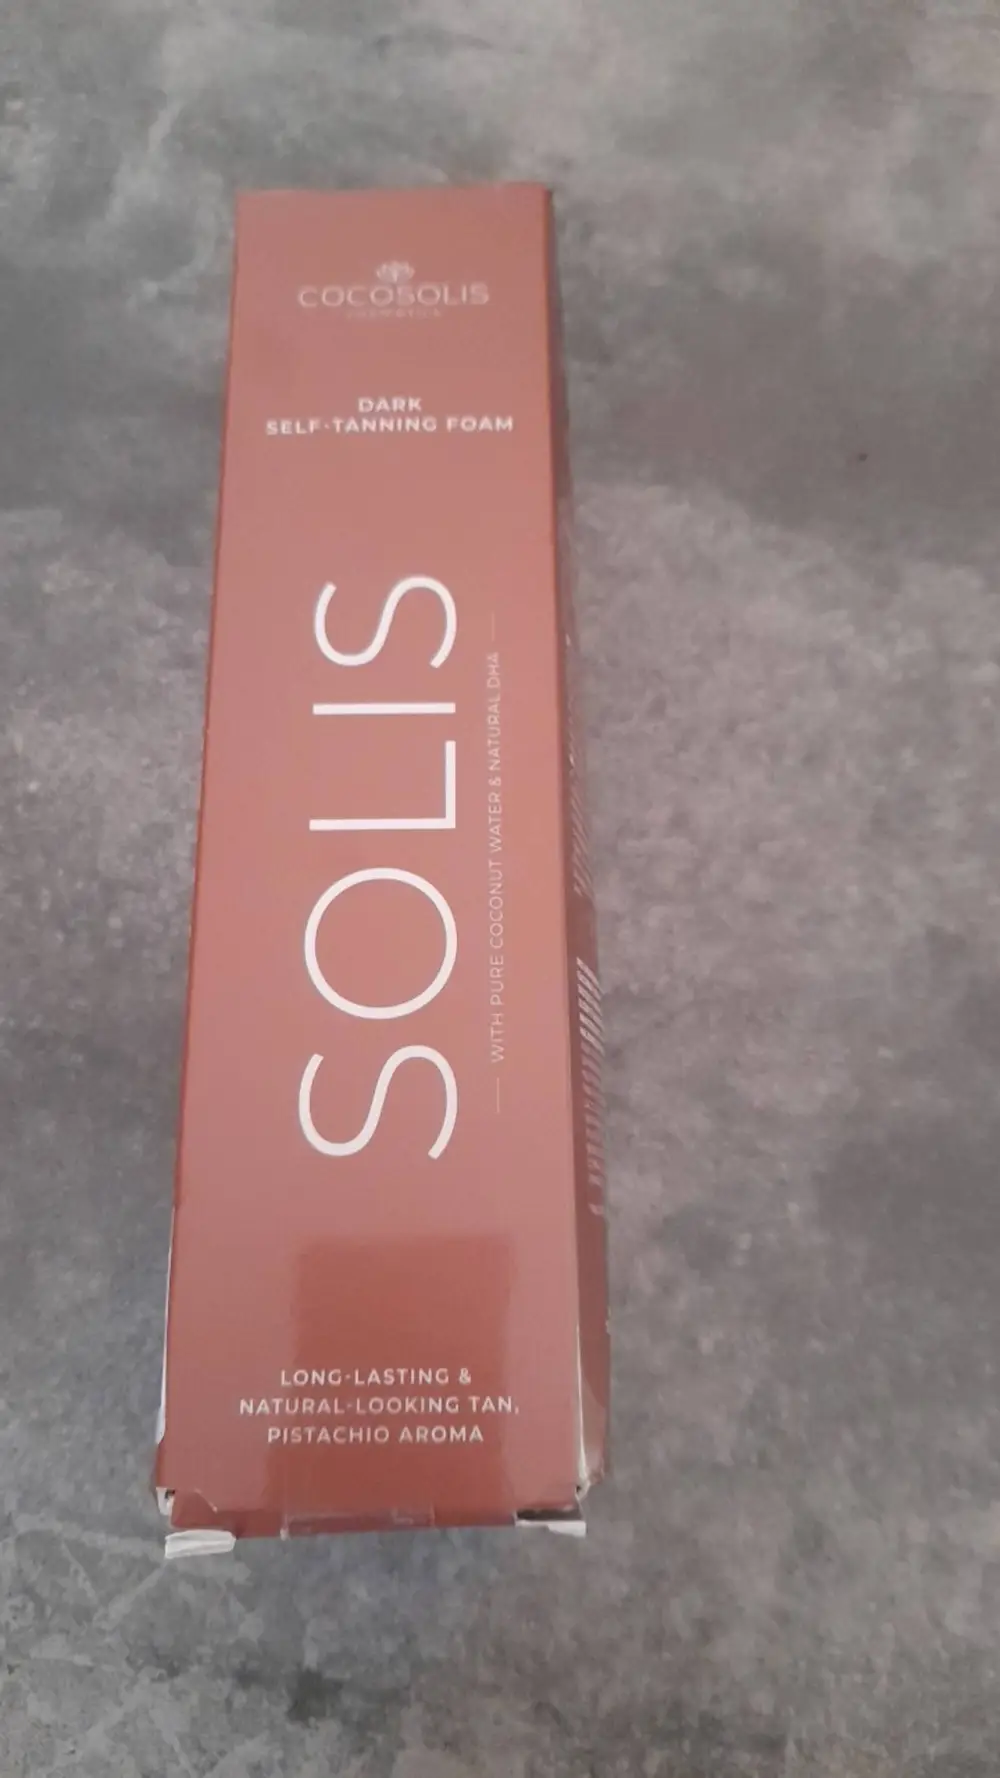 COCOSOLIS
COSMETICS
DARK
SELF-TANNING FOAM
SOLIS
WITH PURE COCONUT WATER & NATURAL DHA
LONG-LASTING &
NATURAL-LOOKING TAN,
PISTACHIO AROMA